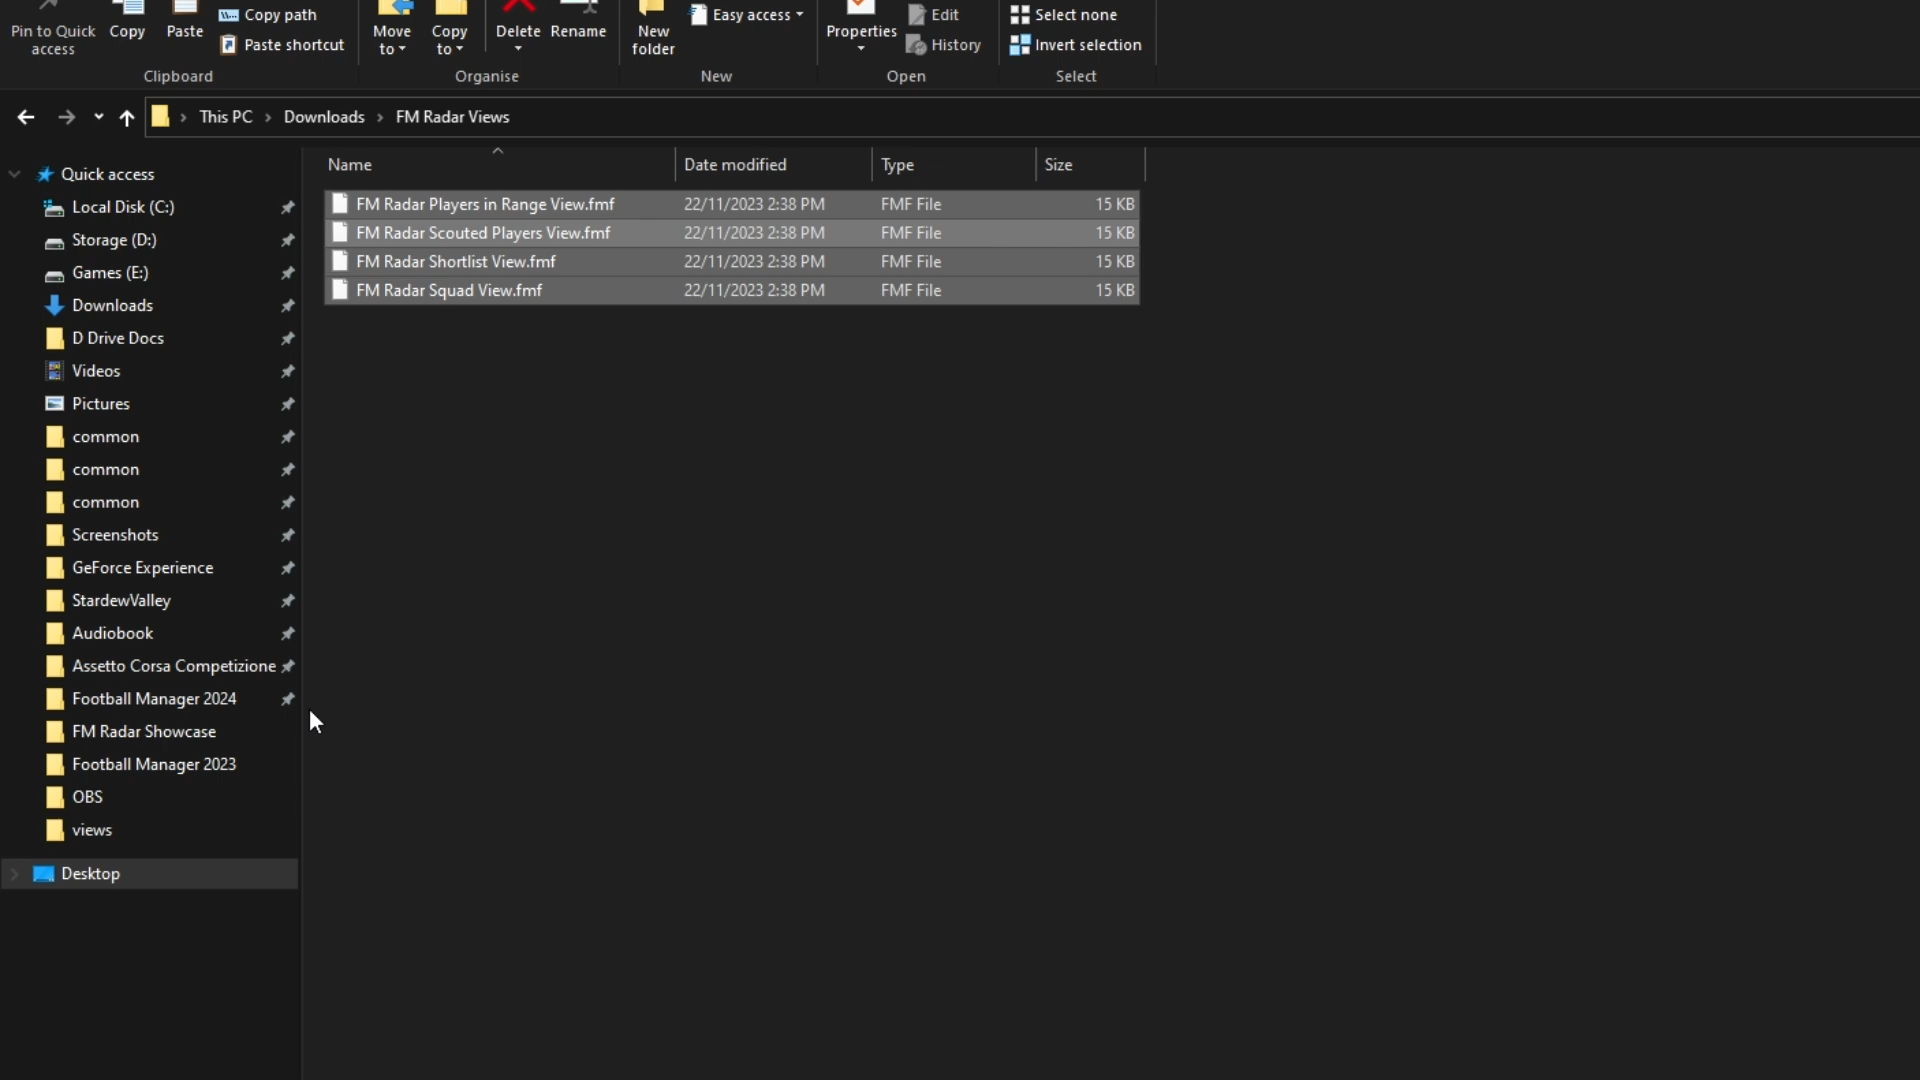 Pin to Quick access
Copy
Paste
Copy path
Paste shortcut
Clipboard
Move to
Copy to
Delete
Rename
Organise
New folder
Easy access
New
Properties
Edit
History
Open
Select none
Invert selection
Select
This PC > Downloads > FM Radar Views
Quick access
Local Disk (C:)
Storage (D:)
Games (E:)
Downloads
D Drive Docs
Videos
Pictures
common
common
common
Screenshots
GeForce Experience
StardewValley
Audiobook
Assetto Corsa Competizione
Football Manager 2024
FM Radar Showcase
Football Manager 2023
OBS
views
Desktop
Name Date modified Type Size
FM Radar Players in Range View.fmf 22/11/2023 2:38 PM FMF File 15 KB
FM Radar Scouted Players View.fmf 22/11/2023 2:38 PM FMF File 15 KB
FM Radar Shortlist View.fmf 22/11/2023 2:38 PM FMF File 15 KB
FM Radar Squad View.fmf 22/11/2023 2:38 PM FMF File 15 KB